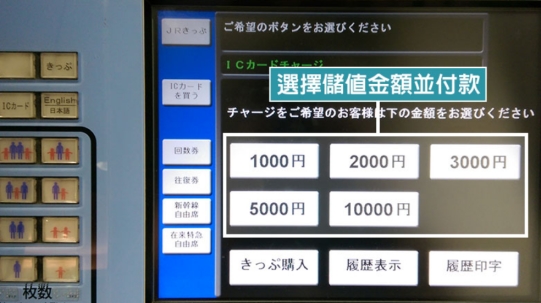 きっぷ
ICカード
English
日本語
枚数
JRきっぷ
ICカード
を買う
回数券
往復券
新幹線
自由席
在来特急
自由席
ご希望のボタンをお選びください
ICカードチャージ
選擇儲值金額並付款
チャージをご希望のお客様は下の金額をお選びください
1000円
2000円
3000円
5000円
10000円
きっぷ購入
履歴表示
履歴印字